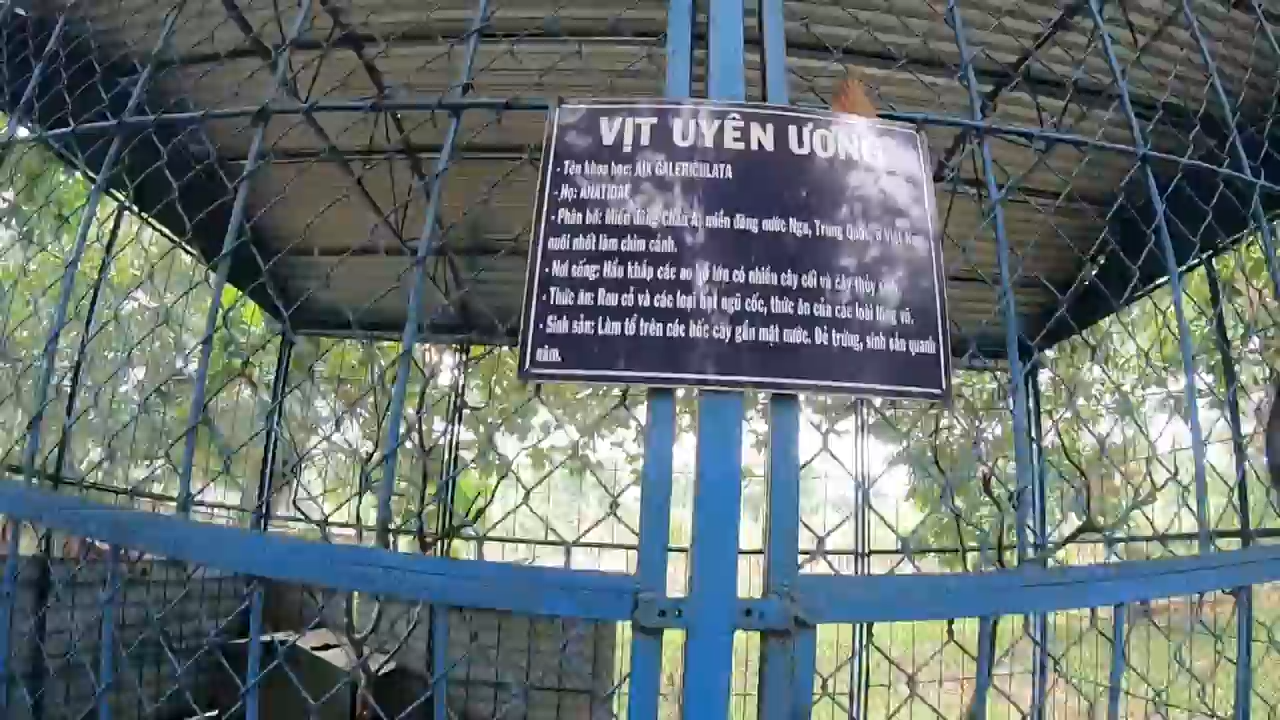 VỊT UYÊN ƯƠNG
- Tên khoa học: AIX GALERICULATA
- Họ: ANATIDAE
- Phân bố: Miền đông Châu Á, miền đông nước Nga, Trung Quốc, ở Việt Nam
nuôi nhốt làm chim cảnh.
- Nơi sống: Hầu khắp các ao hồ lớn có nhiều cây cối và cây thủy
- Thức ăn: Rau cỏ và các loại hạt ngũ cốc, thức ăn của các loài lông vũ.
- Sinh sản: Làm tổ trên các hốc cây gần mặt nước. Đẻ trứng, sinh sản quanh
năm.